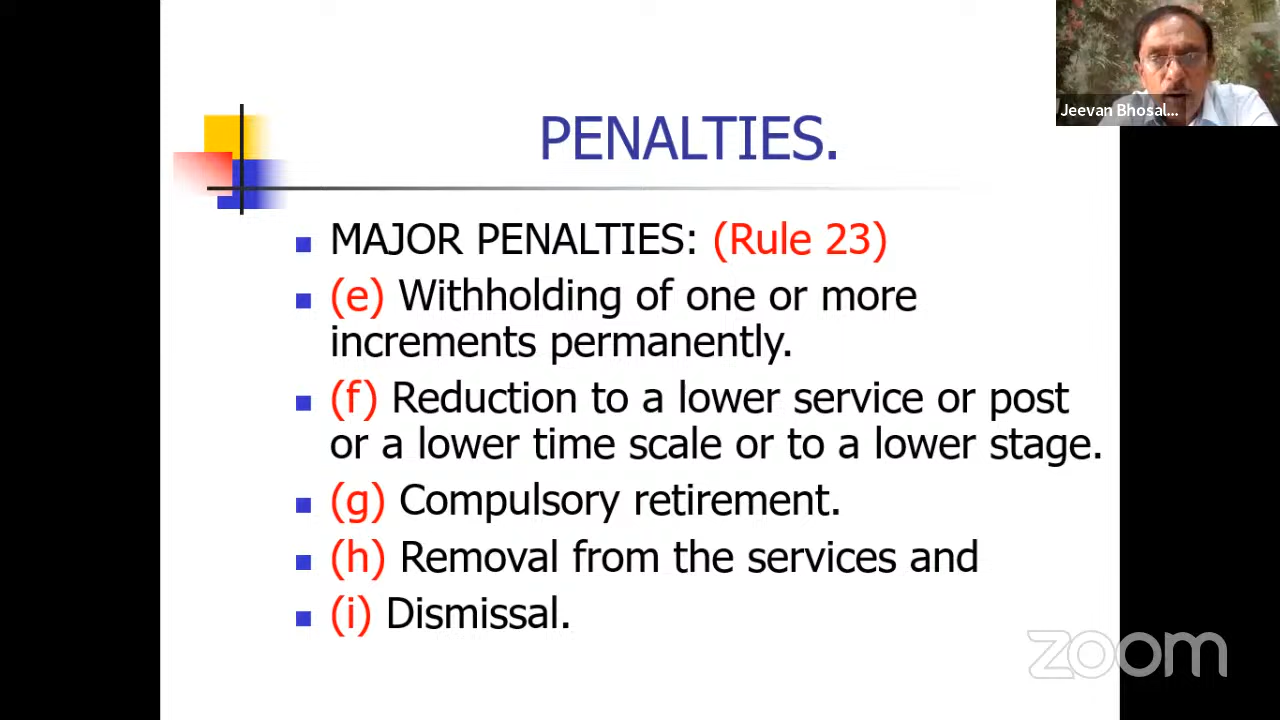 Jeevan Bhosal...
PENALTIES.
MAJOR PENALTIES: (Rule 23)
(e) Withholding of one or more
increments permanently.
(f) Reduction to a lower service or post
or a lower time scale or to a lower stage.
(g) Compulsory retirement.
(h) Removal from the services and
(i) Dismissal.
zoom